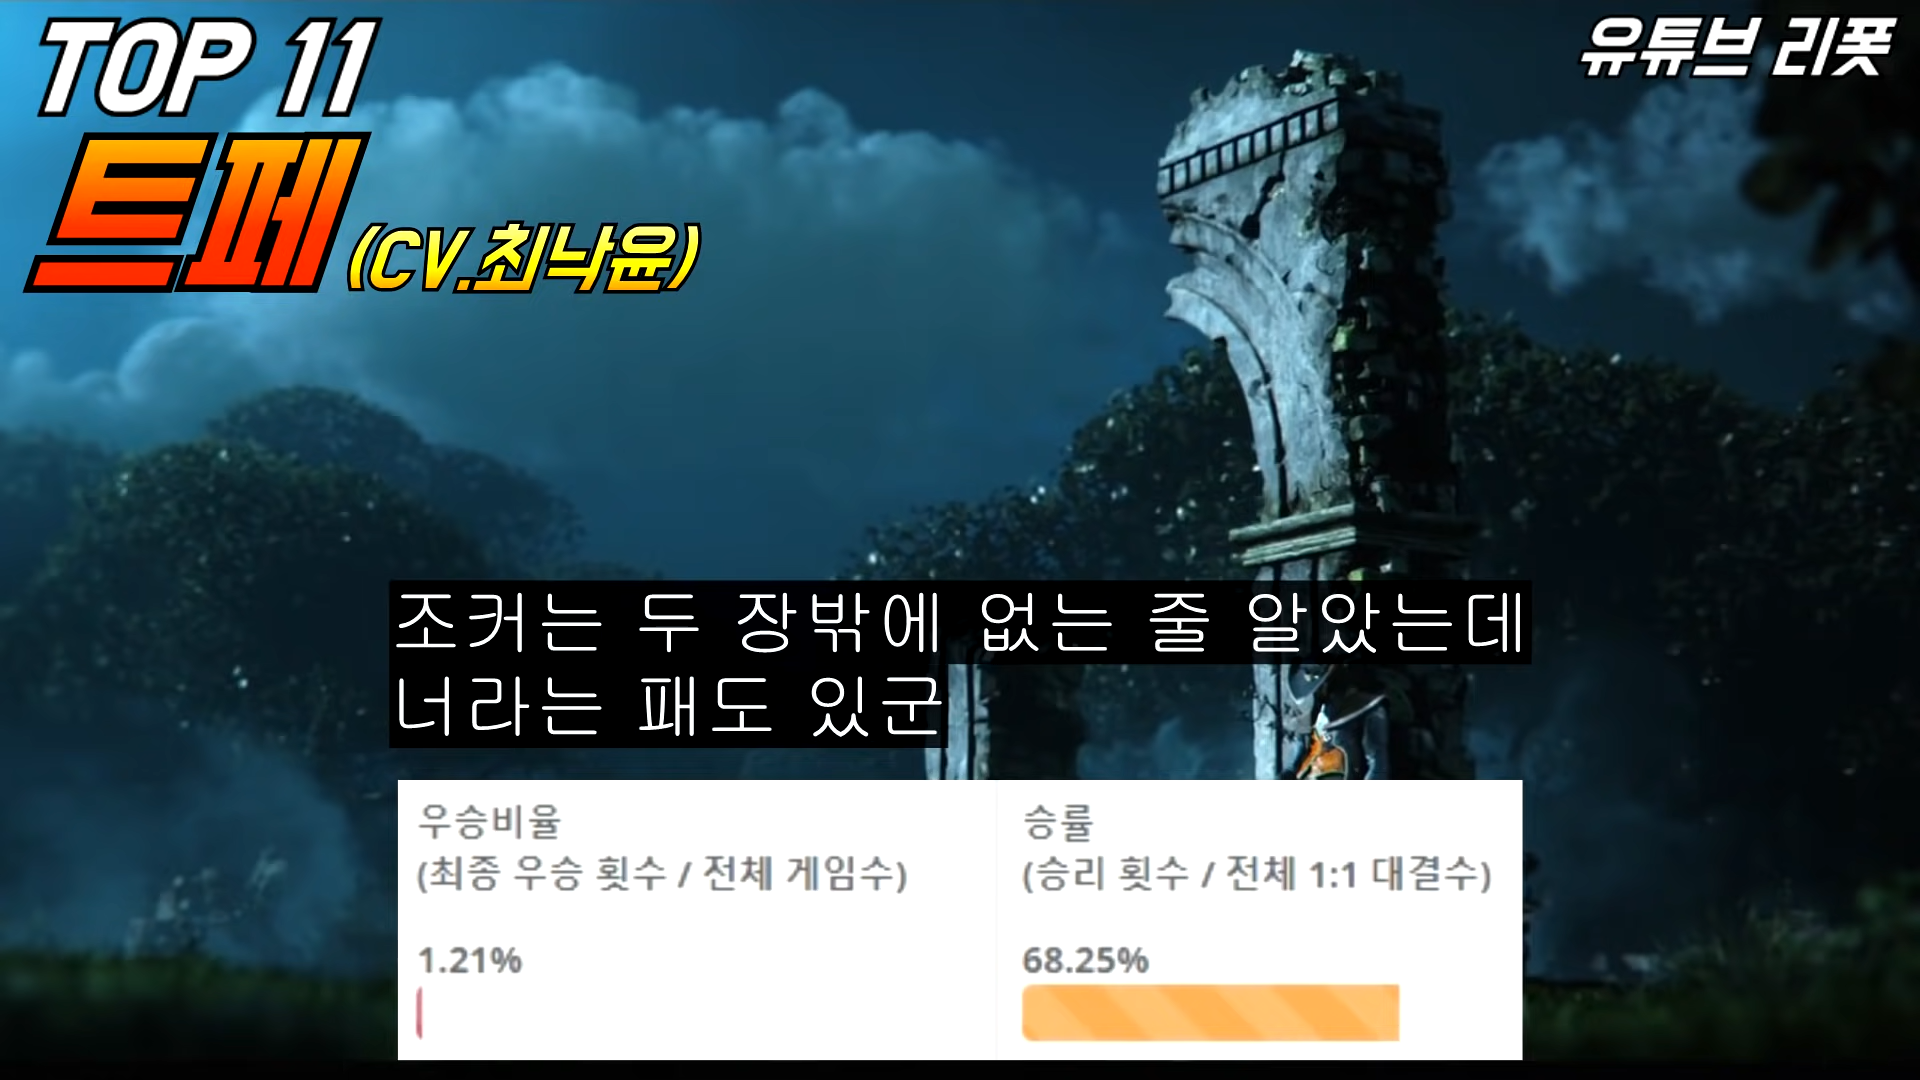 TOP 11
유튜브 리폿
트페 (CV.최낙윤)
조커는 두 장밖에 없는 줄 알았는데
너라는 패도 있군
우승비율
(최종 우승 횟수 / 전체 게임수)
1.21%
승률
(승리 횟수 / 전체 1:1 대결수)
68.25%